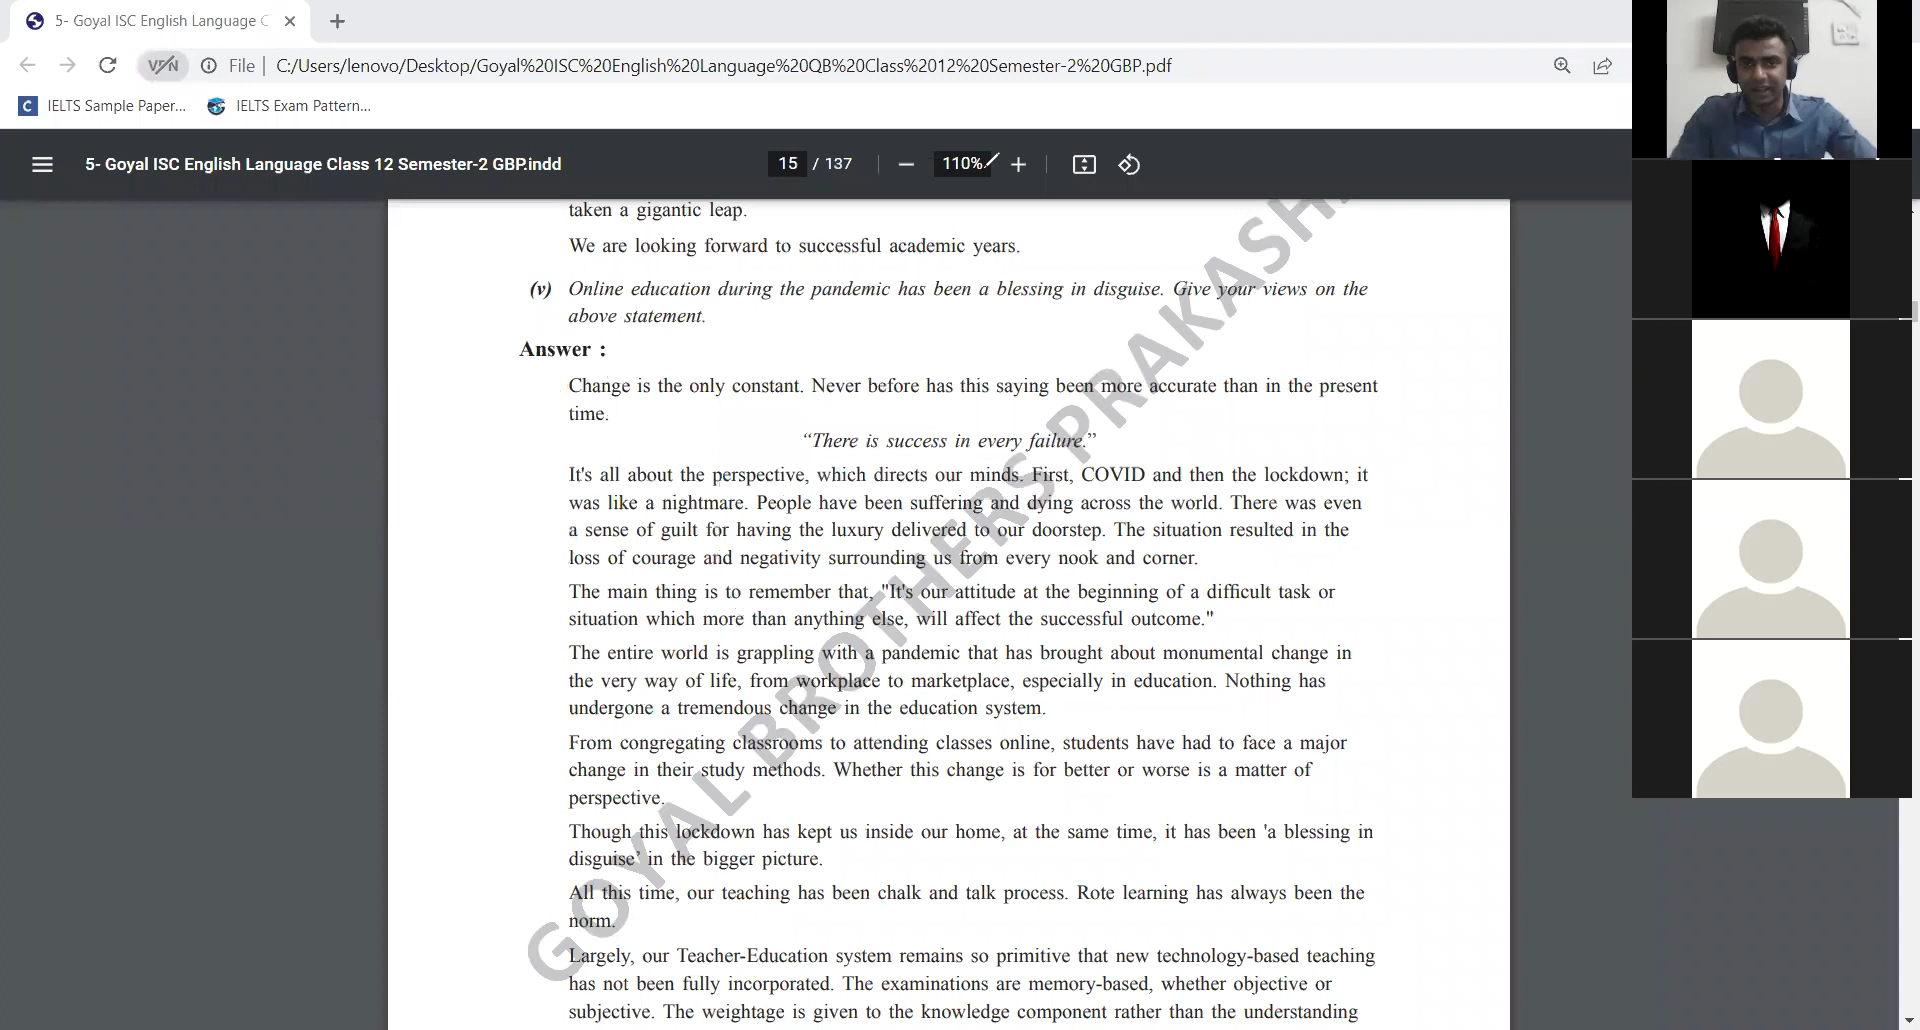 5- Goyal ISC English Language C
VPN
File
C:/Users/lenovo/Desktop/Goyal%20ISC%20English%20Language%20QB%20Class%2012%20Semester-2%20GBP.pdf
C IELTS Sample Paper...
IELTS Exam Pattern...
5- Goyal ISC English Language Class 12 Semester-2 GBP.indd
15 / 137
110%
taken a gigantic leap.
We are looking forward to successful academic years.
(v) Online education during the pandemic has been a blessing in disguise. Give your views on the
above statement.
Answer :
Change is the only constant. Never before has this saying been more accurate than in the present
time.
“There is success in every failure.”
It's all about the perspective, which directs our minds. First, COVID and then the lockdown; it
was like a nightmare. People have been suffering and dying across the world. There was even
a sense of guilt for having the luxury delivered to our doorstep. The situation resulted in the
loss of courage and negativity surrounding us from every nook and corner.
The main thing is to remember that, "It's our attitude at the beginning of a difficult task or
situation which more than anything else, will affect the successful outcome."
The entire world is grappling with a pandemic that has brought about monumental change in
the very way of life, from workplace to marketplace, especially in education. Nothing has
undergone a tremendous change in the education system.
From congregating classrooms to attending classes online, students have had to face a major
change in their study methods. Whether this change is for better or worse is a matter of
perspective.
Though this lockdown has kept us inside our home, at the same time, it has been 'a blessing in
disguise’ in the bigger picture.
All this time, our teaching has been chalk and talk process. Rote learning has always been the
norm.
Largely, our Teacher-Education system remains so primitive that new technology-based teaching
has not been fully incorporated. The examinations are memory-based, whether objective or
subjective. The weightage is given to the knowledge component rather than the understanding
GOYAL BROTHERS PRAKASH